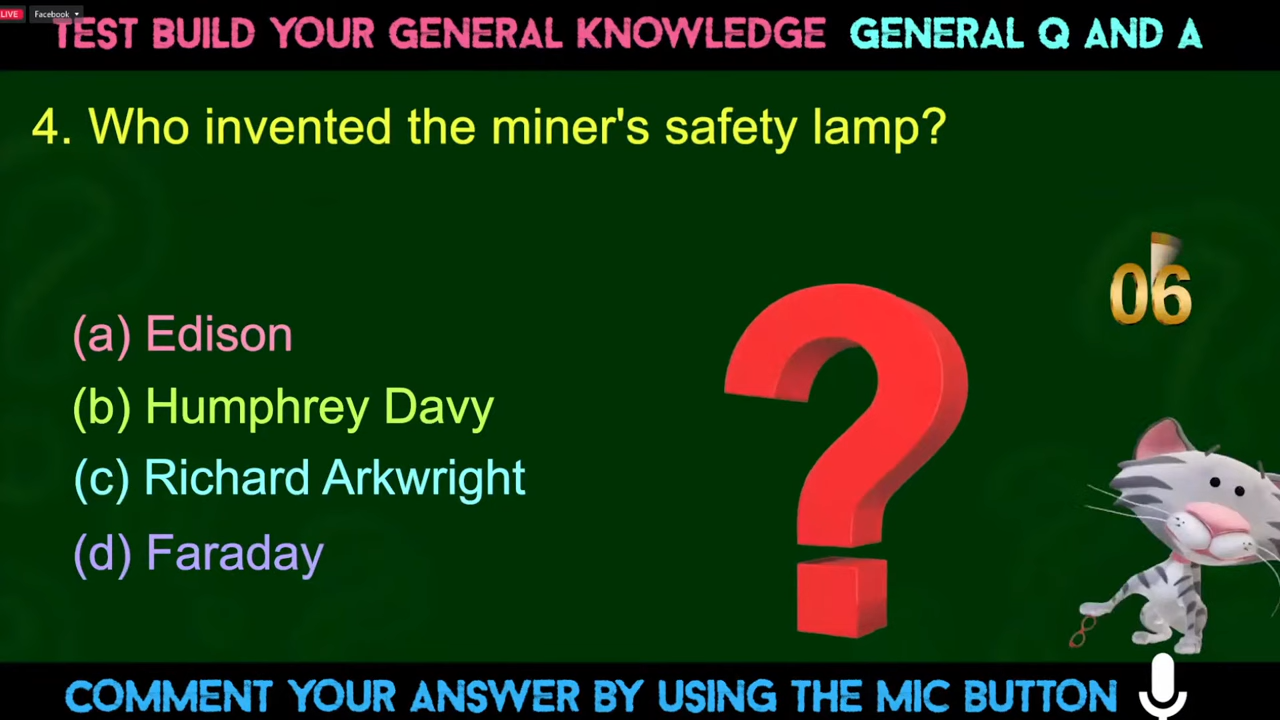 LIVE Facebook
TEST BUILD YOUR GENERAL KNOWLEDGE GENERAL Q AND A
4. Who invented the miner's safety lamp?
06
(a) Edison
(b) Humphrey Davy
(c) Richard Arkwright
(d) Faraday
COMMENT YOUR ANSWER BY USING THE MIC BUTTON